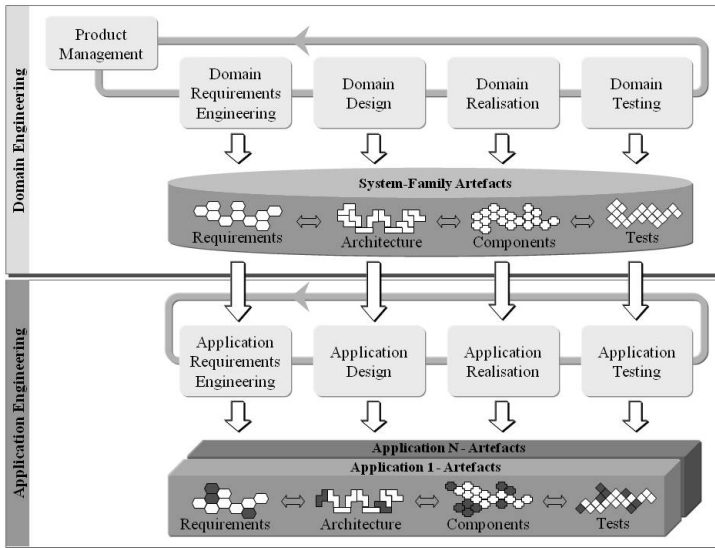 Domain Engineering
Product
Management
Domain
Requirements
Engineering
Domain
Design
Domain
Realisation
Domain
Testing
System-Family Artefacts
Requirements
Architecture
Components
Tests
Application Engineering
Application
Requirements
Engineering
Application
Design
Application
Realisation
Application
Testing
Application N - Artefacts
Application 1 - Artefacts
Requirements
Architecture
Components
Tests